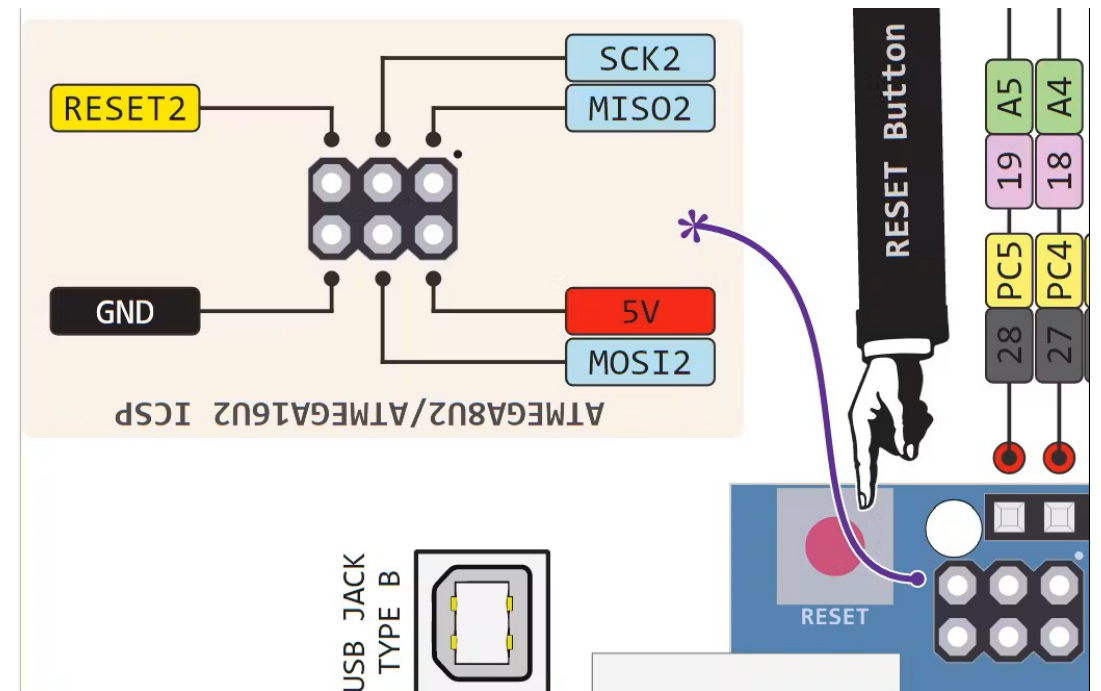 SCK2
RESET2
MISO2
GND
5V
MOSI2
ATMEGA8U2/ATMEGA16U2 ICSP
RESET Button
A5
A4
19
18
PC5
PC4
28
27
USB JACK
TYPE B
RESET